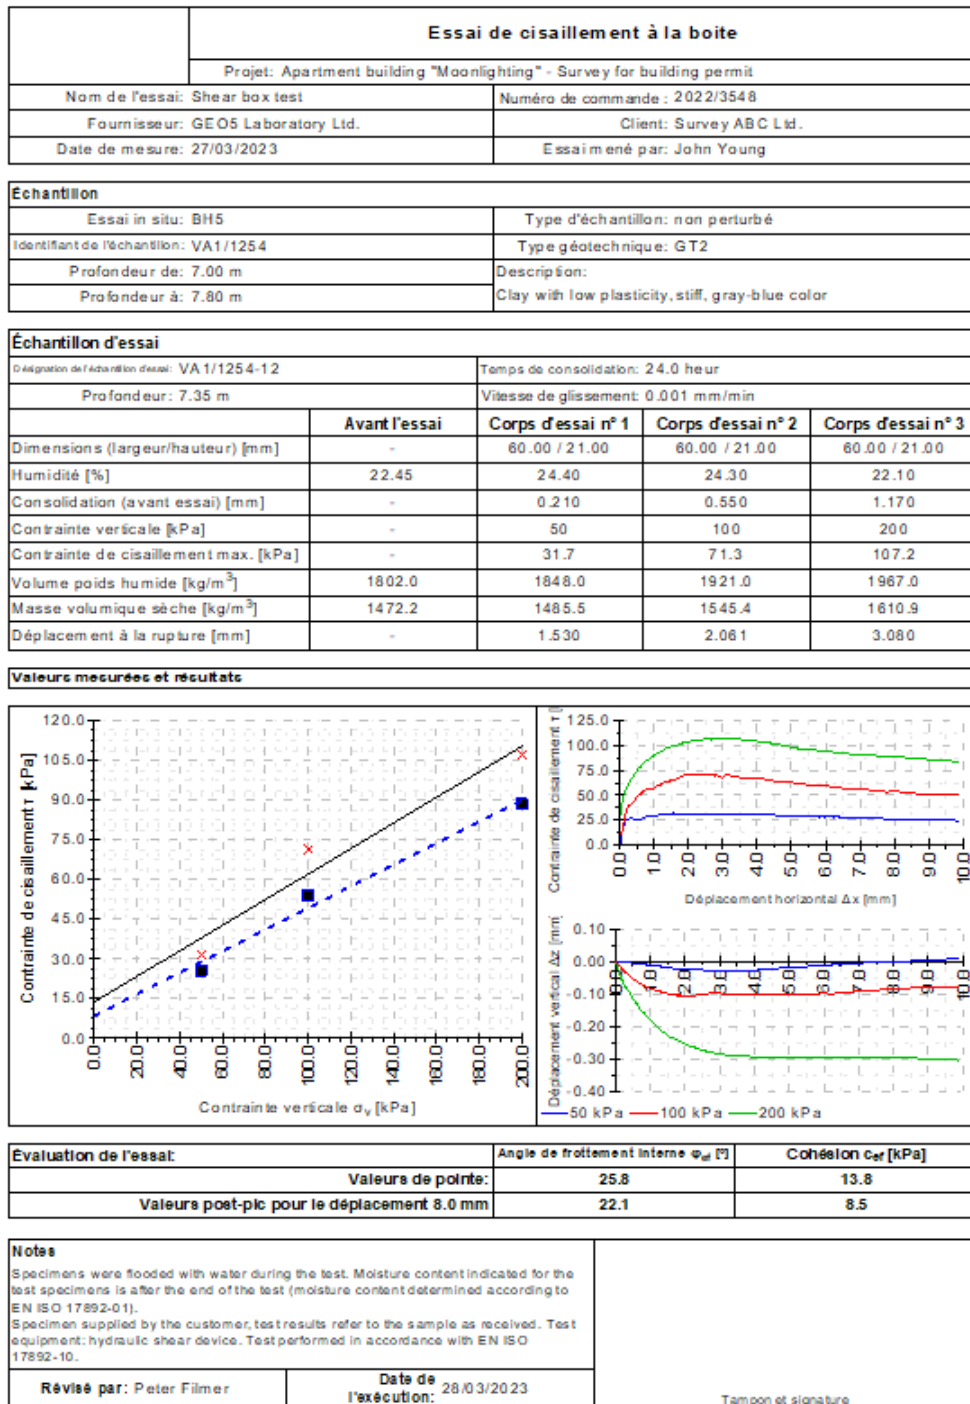 Essai de cisaillement à la boite
Projet: Apartment building "Moonlighting" - Survey for building permit
Nom de l'essai: Shear box test Numéro de commande : 2022/3548
Fournisseur: GEO5 Laboratory Ltd. Client: Survey ABC Ltd.
Date de mesure: 27/03/2023 Essai mené par: John Young
Échantillon
Essai in situ: BH5 Type d'échantillon: non perturbé
Identifiant de l'échantillon: VA1/1254 Type géotechnique: GT2
Profondeur de: 7.00 m Description:
Profondeur à: 7.80 m Clay with low plasticity, stiff, gray-blue color
Échantillon d'essai
Désignation de l'échantillon d'essai: VA1/1254-12 Temps de consolidation: 24.0 heur
Profondeur: 7.35 m Vitesse de glissement: 0.001 mm/min
Avant l'essai Corps d'essai n° 1 Corps d'essai n° 2 Corps d'essai n° 3
Dimensions (largeur/hauteur) [mm] - 60.00 / 21.00 60.00 / 21.00 60.00 / 21.00
Humidité [%] 22.45 24.40 24.30 22.10
Consolidation (avant essai) [mm] - 0.210 0.550 1.170
Contrainte verticale [kPa] - 50 100 200
Contrainte de cisaillement max. [kPa] - 31.7 71.3 107.2
Volume poids humide [kg/m³] 1802.0 1848.0 1921.0 1967.0
Masse volumique sèche [kg/m³] 1472.2 1485.5 1545.4 1610.9
Déplacement à la rupture [mm] - 1.530 2.061 3.080
Valeurs mesurées et résultats
Contrainte de cisaillement τ [kPa]
120.0
105.0
90.0
75.0
60.0
45.0
30.0
15.0
0.0
0.0 20.0 40.0 60.0 80.0 100.0 120.0 140.0 160.0 180.0 200.0
Contrainte verticale σv [kPa]
Contrainte de cisaillement τ [
125.0
100.0
75.0
50.0
25.0
0.0
0.0 1.0 2.0 3.0 4.0 5.0 6.0 7.0 8.0 9.0 10.0
Déplacement horizontal Δx [mm]
Déplacement vertical Δz [mm]
0.10
0.00
-0.10
-0.20
-0.30
-0.40
0.0 1.0 2.0 3.0 4.0 5.0 6.0 7.0 8.0 9.0 10.0
50 kPa 100 kPa 200 kPa
Évaluation de l'essai: Angle de frottement interne φef [°] Cohésion cef [kPa]
Valeurs de pointe: 25.8 13.8
Valeurs post-pic pour le déplacement 8.0 mm 22.1 8.5
Notes
Specimens were flooded with water during the test. Moisture content indicated for the
test specimens is after the end of the test (moisture content determined according to
EN ISO 17892-01).
Specimen supplied by the customer, test results refer to the sample as received. Test
equipment: hydraulic shear device. Test performed in accordance with EN ISO
17892-10.
Révisé par: Peter Filmer Date de l'exécution: 28/03/2023
Tampon et signature